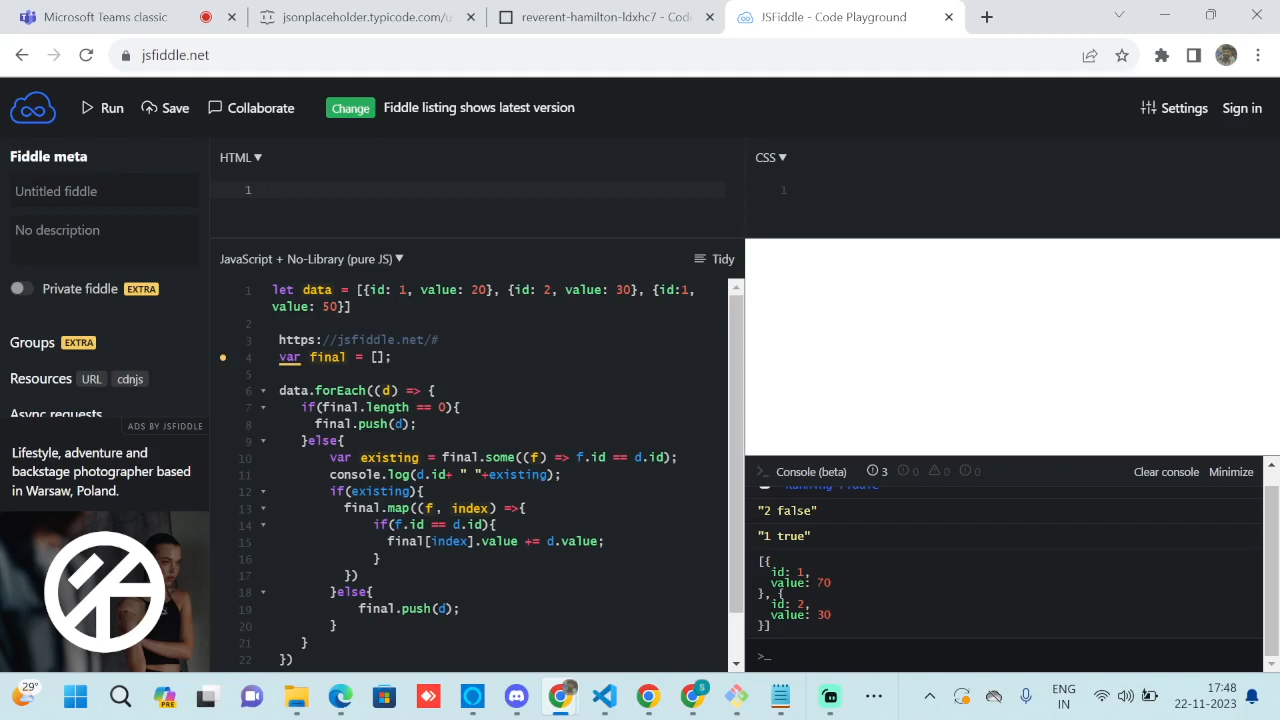 Microsoft Teams classic
jsonplaceholder.typicode.com/u
reverent-hamilton-ldxhc7 - Code
JSFiddle - Code Playground
jsfiddle.net
Run
Save
Collaborate
Change
Fiddle listing shows latest version
Settings
Sign in
Fiddle meta
Untitled fiddle
No description
Private fiddle EXTRA
Groups EXTRA
Resources URL cdnjs
Async requests
ADS BY JSFIDDLE
Lifestyle, adventure and
backstage photographer based
in Warsaw, Poland.
HTML
1
CSS
1
JavaScript + No-Library (pure JS)
Tidy
1 let data = [{id: 1, value: 20}, {id: 2, value: 30}, {id:1,
value: 50}]
2
3 https://jsfiddle.net/#
4 var final = [];
5
6 data.forEach((d) => {
7 if(final.length == 0){
8 final.push(d);
9 }else{
10 var existing = final.some((f) => f.id == d.id);
11 console.log(d.id+ " "+existing);
12 if(existing){
13 final.map((f, index) =>{
14 if(f.id == d.id){
15 final[index].value += d.value;
16 }
17 })
18 }else{
19 final.push(d);
20 }
21 }
22 })
>_ Console (beta) 3 0 0 0
Clear console
Minimize
Running fiddle
"2 false"
"1 true"
[{
id: 1,
value: 70
}, {
id: 2,
value: 30
}]
>_
29°
PRE
S
ENG
IN
17:48
22-11-2023